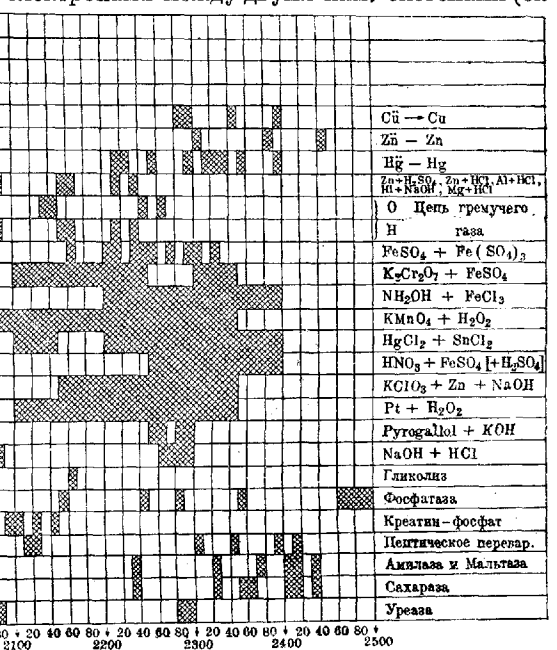 Cü → Cu
Zn̈ — Zn
Hg̈ — Hg
Zn+H₂SO₄, Zn+HCl, Al+HCl,
Hl+NaOH, Mg+HCl
О Цепь гремучего
Н газа
FeSO₄ + Fe(SO₄)₃
K₂Cr₂O₇ + FeSO₄
NH₂OH + FeCl₃
KMnO₄ + H₂O₂
HgCl₂ + SnCl₂
HNO₃ + FeSO₄ [+H₂SO₄]
KClO₃ + Zn + NaOH
Pt + H₂O₂
Pyrogallol + KOH
NaOH + HCl
Гликолиз
Фосфатаза
Креатин-фосфат
Пептическое перевар.
Амилаза и Мальтаза
Сахараза
Уреаза
80 ↓ 20 40 60 80 ↓ 20 40 60 80 ↓ 20 40 60 80 ↓ 20 40 60 80
2100 2200 2300 2400 2500